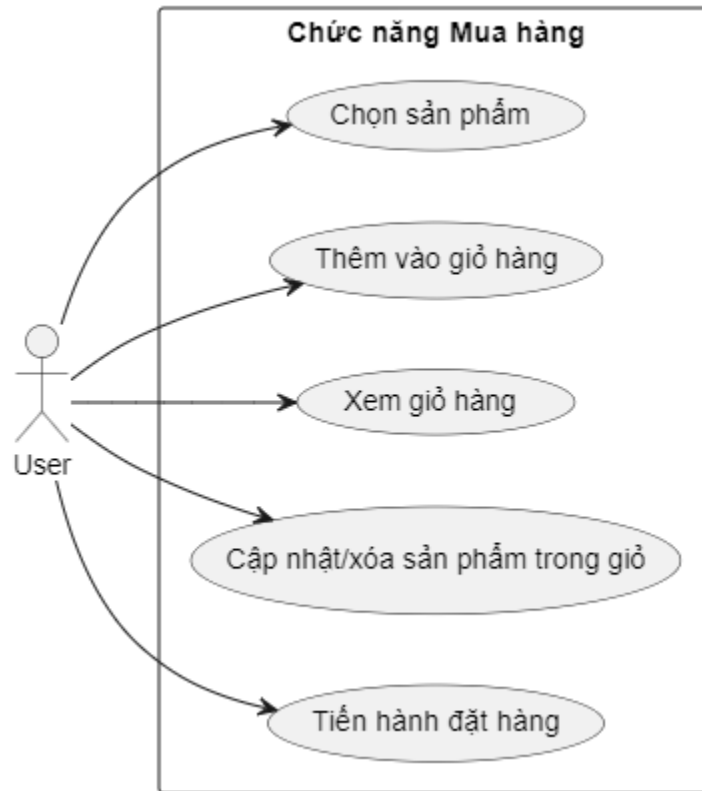 Chức năng Mua hàng
Chọn sản phẩm
Thêm vào giỏ hàng
Xem giỏ hàng
User
Cập nhật/xóa sản phẩm trong giỏ
Tiến hành đặt hàng